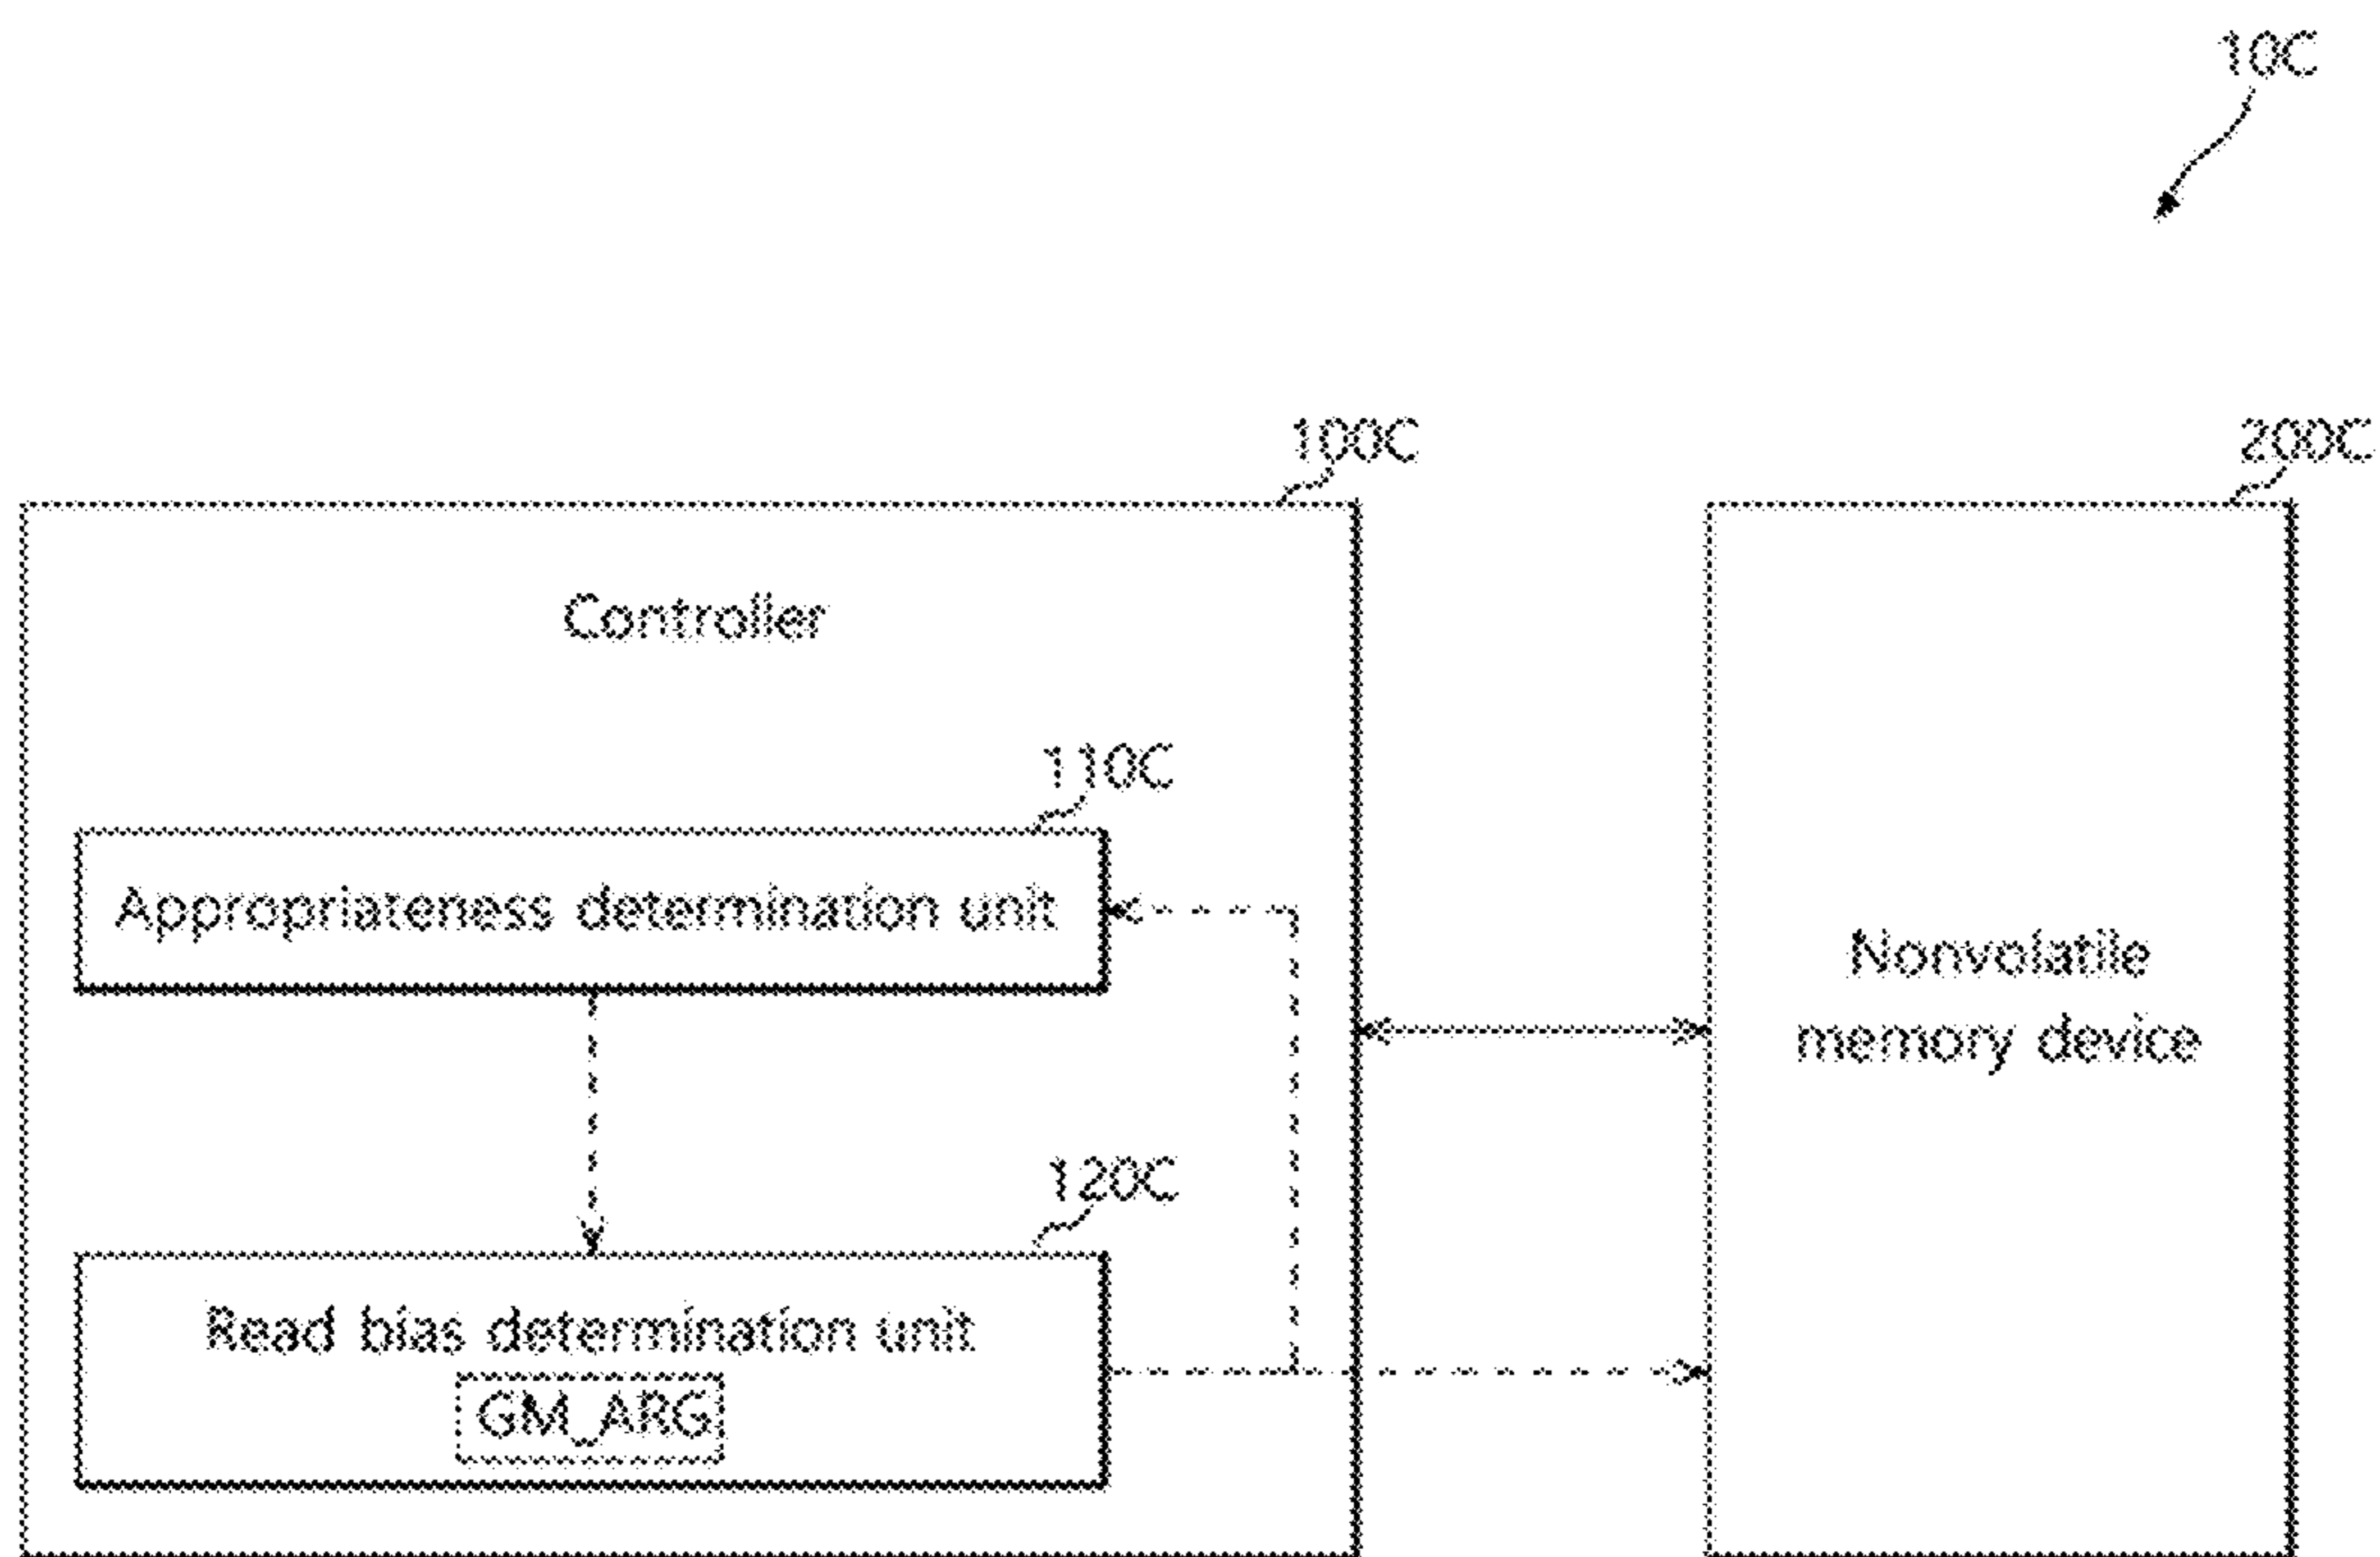 10C
100C
200C
Controller
110C
Appropriateness determination unit
Nonvolatile
memory device
120C
Read bias determination unit
GM_ARG